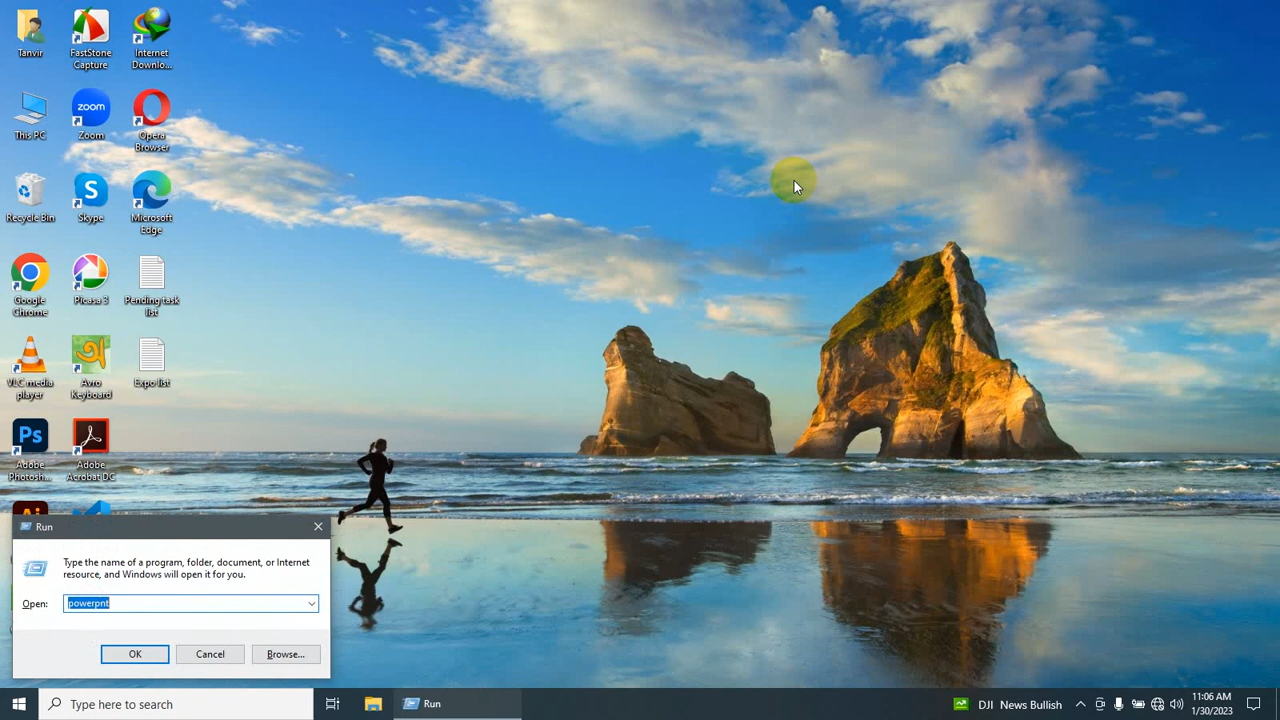 Tanvir
FastStone
Capture
Internet
Downlo...
This PC
zoom
Zoom
Opera
Browser
Recycle Bin
S
Skype
Microsoft
Edge
Google
Chrome
Picasa 3
Pending task
list
VLC media
player
অ
Avro
Keyboard
Expo list
Ps
Adobe
Photosh...
Adobe
Acrobat DC
Ai
Run
Type the name of a program, folder, document, or Internet
resource, and Windows will open it for you.
Open:
powerpnt
OK
Cancel
Browse...
Type here to search
Run
DJI News Bullish
11:06 AM
1/30/2023